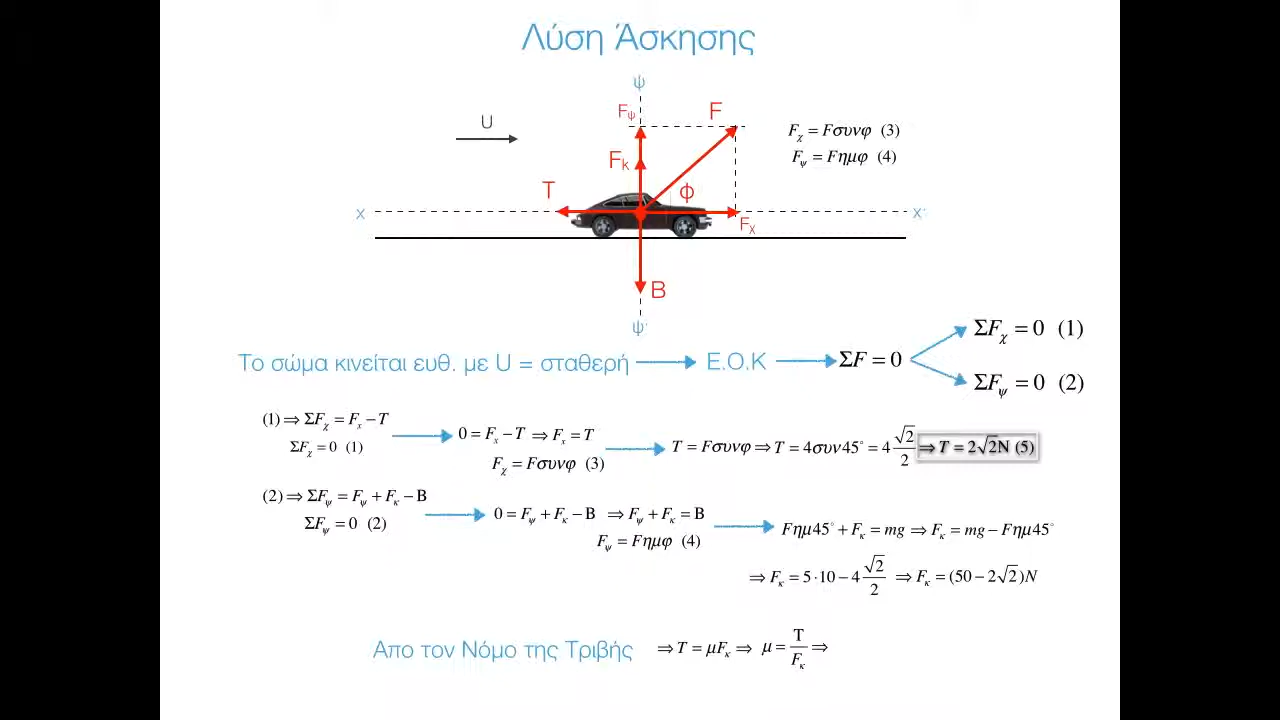 Λύση Άσκησης
ψ
Fψ
F
U
Fχ = Fσυνφ (3)
Fψ = Fημφ (4)
Fk
T
φ
x
x'
Fx
B
ψ'
ΣFχ = 0 (1)
Το σώμα κινείται ευθ. με U = σταθερή
Ε.Ο.Κ
ΣF = 0
ΣFψ = 0 (2)
(1) ⇒ ΣFχ = Fx − T
ΣFχ = 0 (1)
0 = Fx − T ⇒ Fx = T
Fχ = Fσυνφ (3)
T = Fσυνφ ⇒ T = 4συν45° = 4 √2/2 ⇒ T = 2√2N (5)
(2) ⇒ ΣFψ = Fψ + Fκ − B
ΣFψ = 0 (2)
0 = Fψ + Fκ − B ⇒ Fψ + Fκ = B
Fψ = Fημφ (4)
Fημ45° + Fκ = mg ⇒ Fκ = mg − Fημ45°
⇒ Fκ = 5·10 − 4 √2/2 ⇒ Fκ = (50 − 2√2)N
Απο τον Νόμο της Τριβής ⇒ T = μFκ ⇒ μ = T/Fκ ⇒